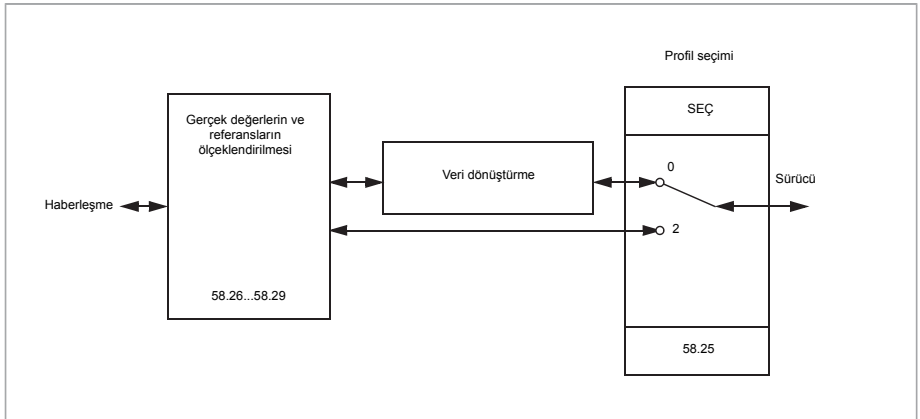 Profil seçimi
Gerçek değerlerin ve
referansların
ölçeklendirilmesi
SEÇ
Veri dönüştürme
0
Sürücü
Haberleşme
2
58.26...58.29
58.25